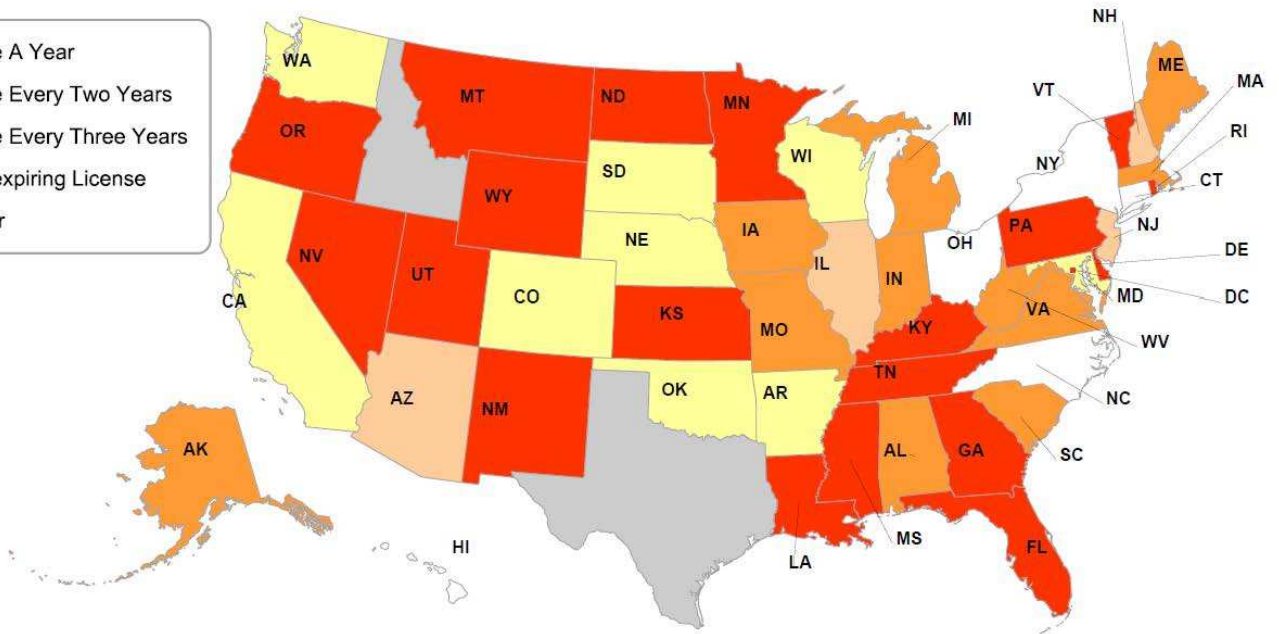 A Year
Every Two Years
Every Three Years
expiring License
WA
MT
ND
MN
OR
WY
SD
WI
MI
NH
ME
VT
MA
RI
NY
CT
NV
UT
NE
IA
IL
IN
OH
PA
NJ
DE
CA
CO
KS
MO
KY
VA
MD
DC
WV
AZ
NM
OK
AR
TN
NC
AK
AL
GA
SC
HI
LA
MS
FL